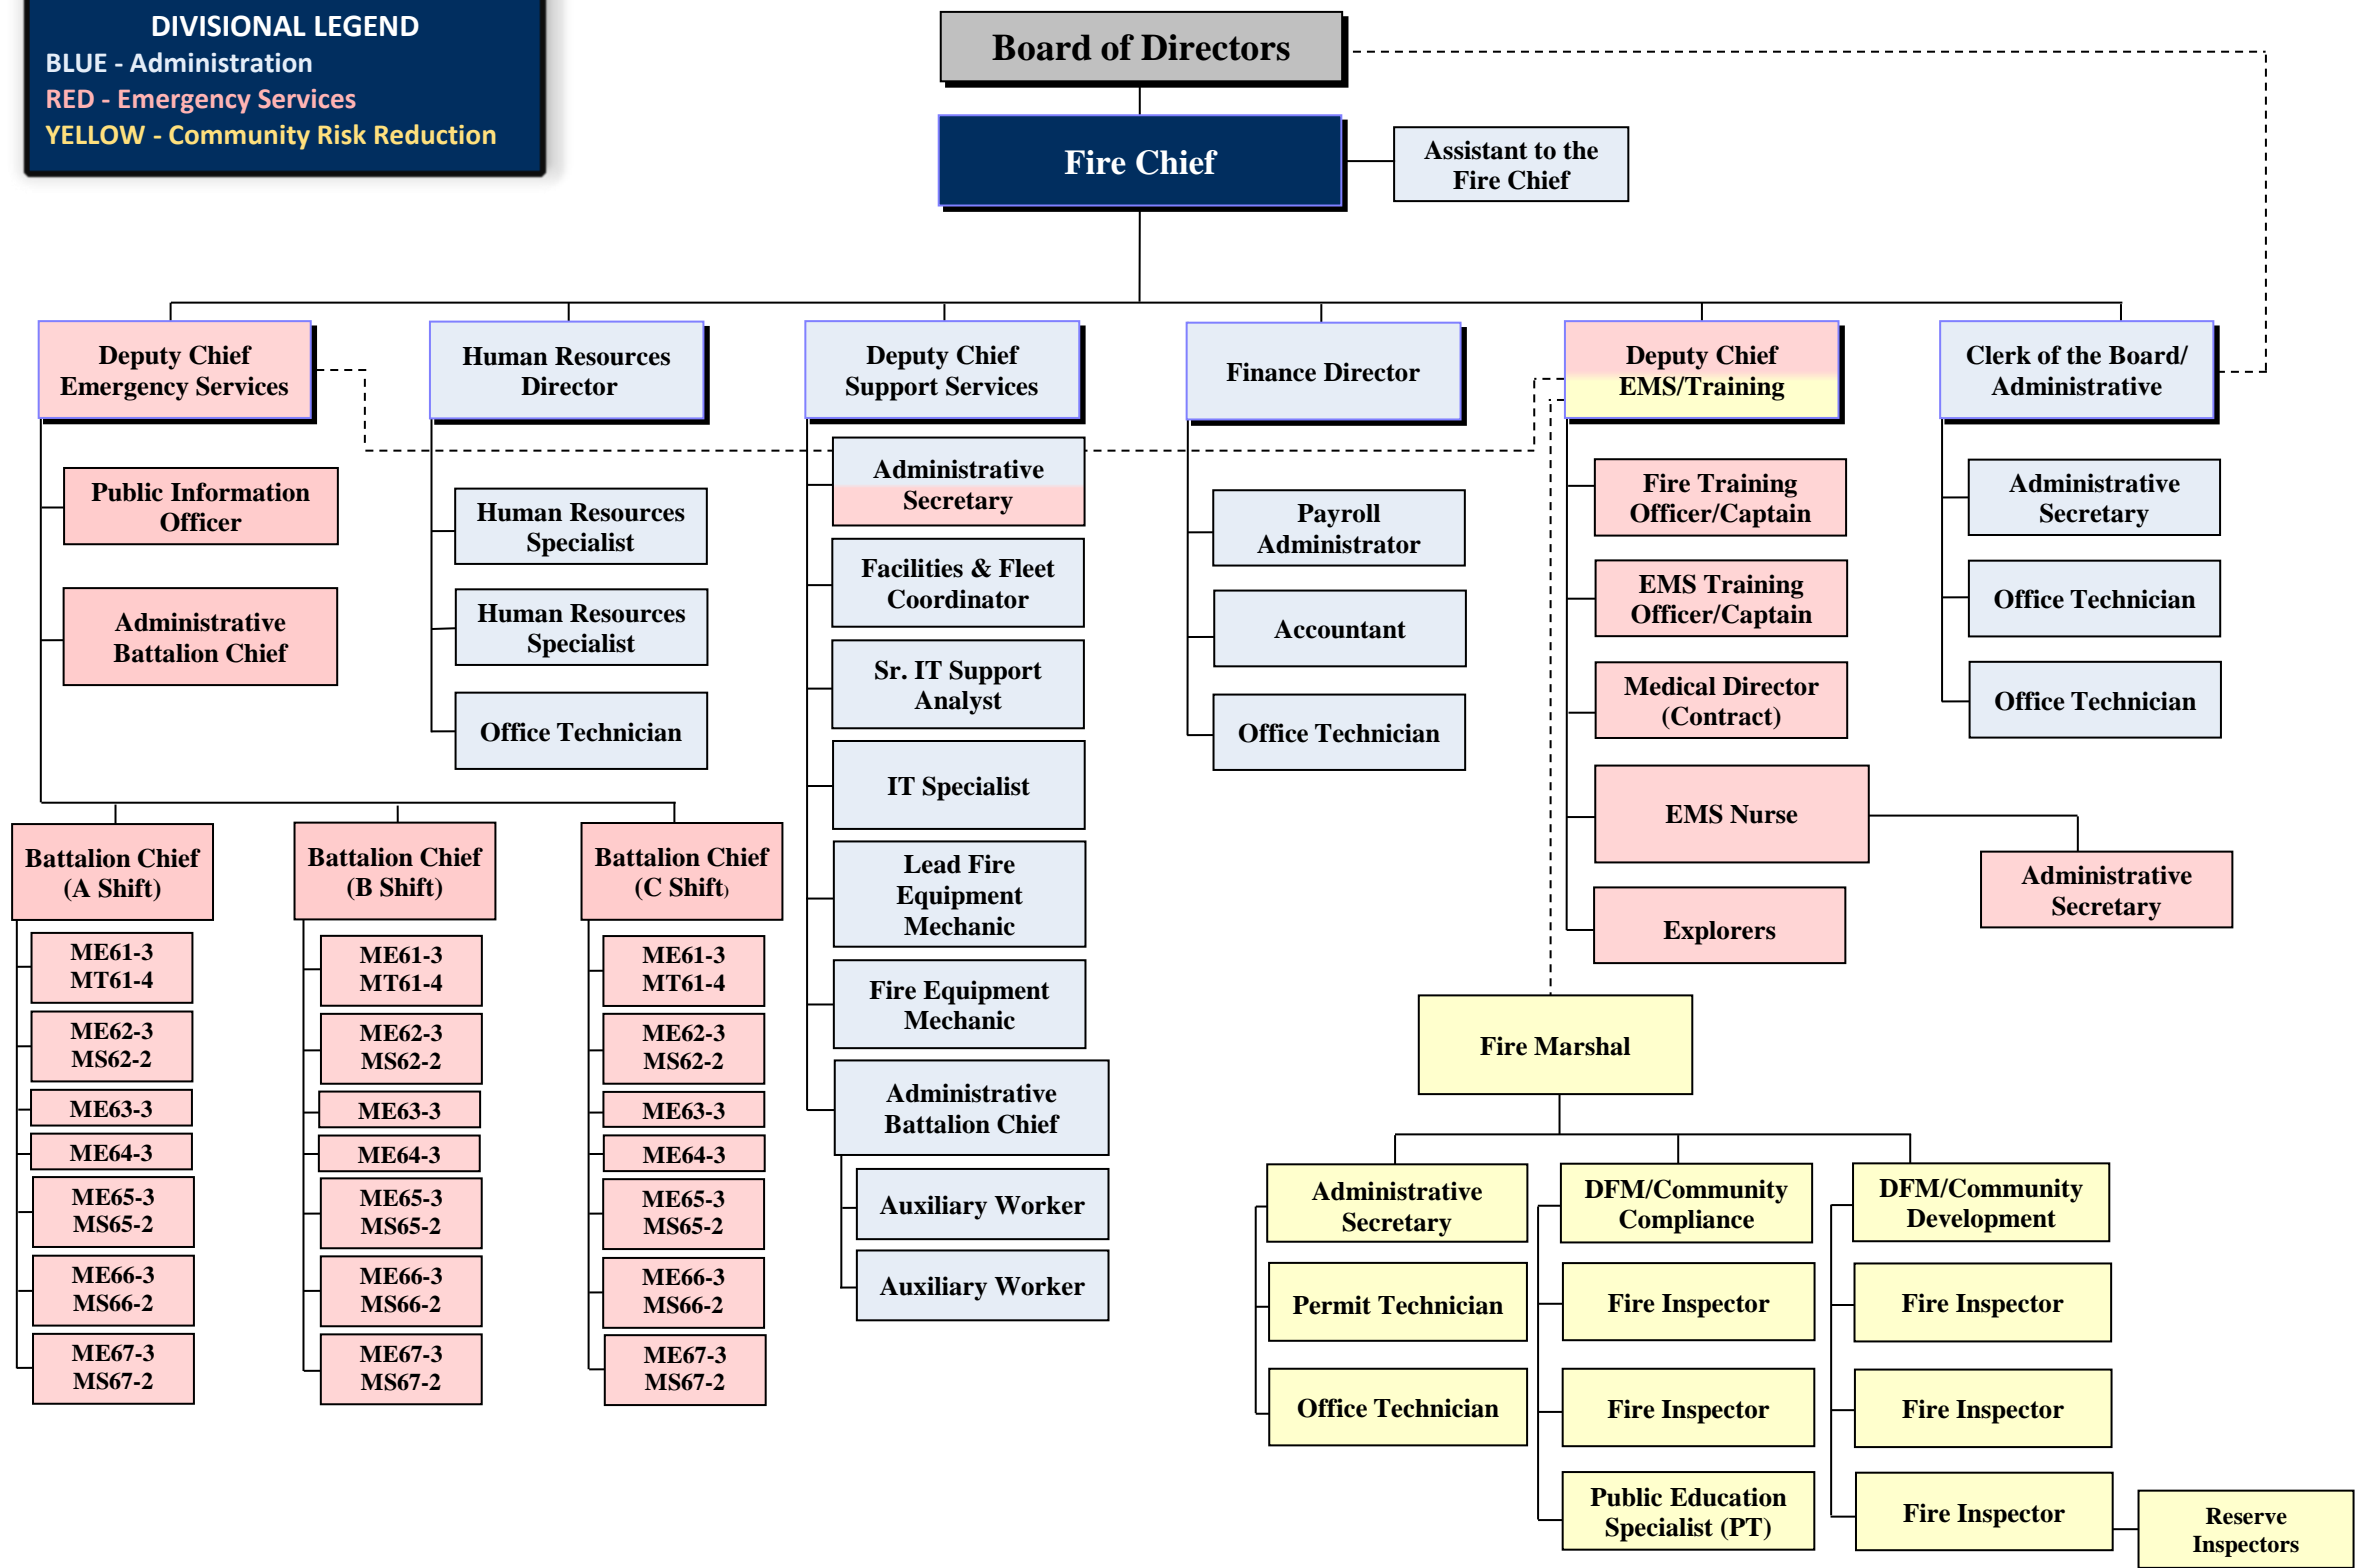 DIVISIONAL LEGEND
BLUE - Administration
RED - Emergency Services
YELLOW - Community Risk Reduction
Board of Directors
Fire Chief
Assistant to the
Fire Chief
Deputy Chief
Emergency Services
Human Resources
Director
Deputy Chief
Support Services
Finance Director
Deputy Chief
EMS/Training
Clerk of the Board/
Administrative
Public Information
Officer
Administrative
Battalion Chief
Battalion Chief
(A Shift)
ME61-3
MT61-4
ME62-3
MS62-2
ME63-3
ME64-3
ME65-3
MS65-2
ME66-3
MS66-2
ME67-3
MS67-2
Battalion Chief
(B Shift)
ME61-3
MT61-4
ME62-3
MS62-2
ME63-3
ME64-3
ME65-3
MS65-2
ME66-3
MS66-2
ME67-3
MS67-2
Battalion Chief
(C Shift)
ME61-3
MT61-4
ME62-3
MS62-2
ME63-3
ME64-3
ME65-3
MS65-2
ME66-3
MS66-2
ME67-3
MS67-2
Human Resources
Specialist
Human Resources
Specialist
Office Technician
Administrative
Secretary
Facilities & Fleet
Coordinator
Sr. IT Support
Analyst
IT Specialist
Lead Fire
Equipment
Mechanic
Fire Equipment
Mechanic
Administrative
Battalion Chief
Auxiliary Worker
Auxiliary Worker
Payroll
Administrator
Accountant
Office Technician
Fire Training
Officer/Captain
EMS Training
Officer/Captain
Medical Director
(Contract)
EMS Nurse
Administrative
Secretary
Explorers
Administrative
Secretary
Office Technician
Office Technician
Fire Marshal
Administrative
Secretary
Permit Technician
Office Technician
DFM/Community
Compliance
Fire Inspector
Fire Inspector
Public Education
Specialist (PT)
DFM/Community
Development
Fire Inspector
Fire Inspector
Fire Inspector
Reserve
Inspectors